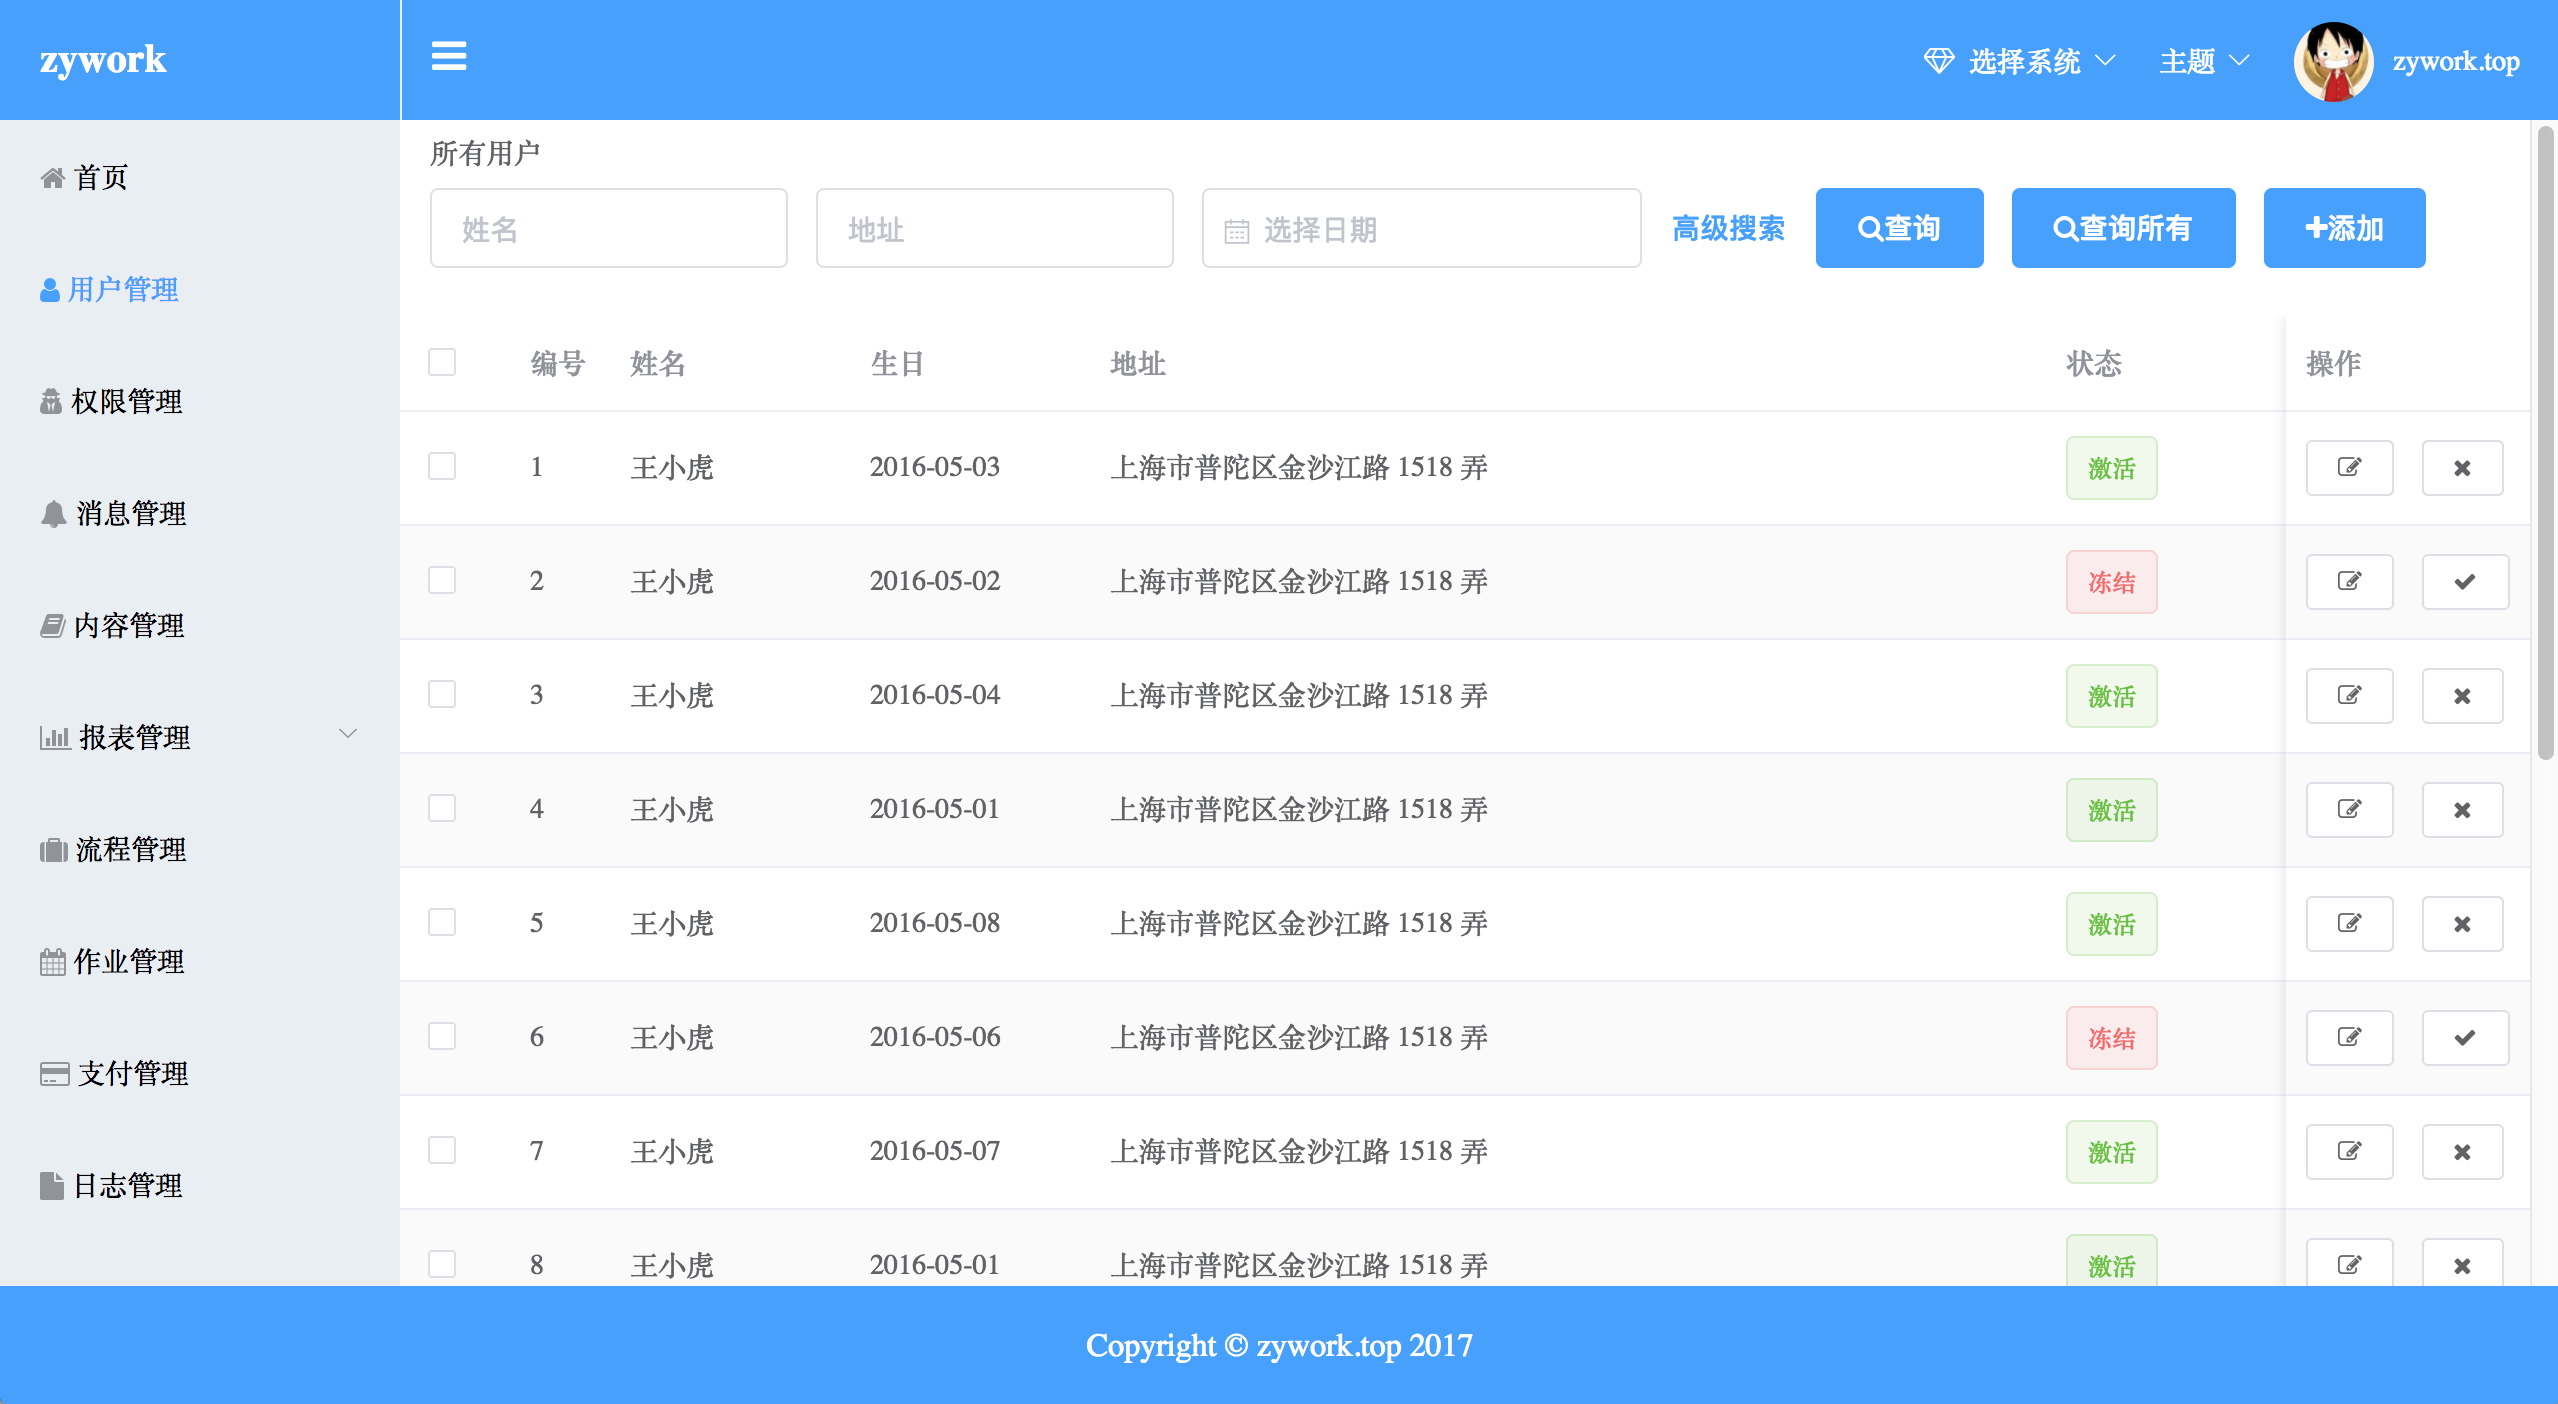 zywork
选择系统
主题
zywork.top
首页
用户管理
权限管理
消息管理
内容管理
报表管理
流程管理
作业管理
支付管理
日志管理
所有用户
姓名
地址
选择日期
高级搜索
查询
查询所有
添加
编号 姓名 生日 地址 状态 操作
1 王小虎 2016-05-03 上海市普陀区金沙江路 1518 弄 激活
2 王小虎 2016-05-02 上海市普陀区金沙江路 1518 弄 冻结
3 王小虎 2016-05-04 上海市普陀区金沙江路 1518 弄 激活
4 王小虎 2016-05-01 上海市普陀区金沙江路 1518 弄 激活
5 王小虎 2016-05-08 上海市普陀区金沙江路 1518 弄 激活
6 王小虎 2016-05-06 上海市普陀区金沙江路 1518 弄 冻结
7 王小虎 2016-05-07 上海市普陀区金沙江路 1518 弄 激活
8 王小虎 2016-05-01 上海市普陀区金沙江路 1518 弄 激活
Copyright © zywork.top 2017